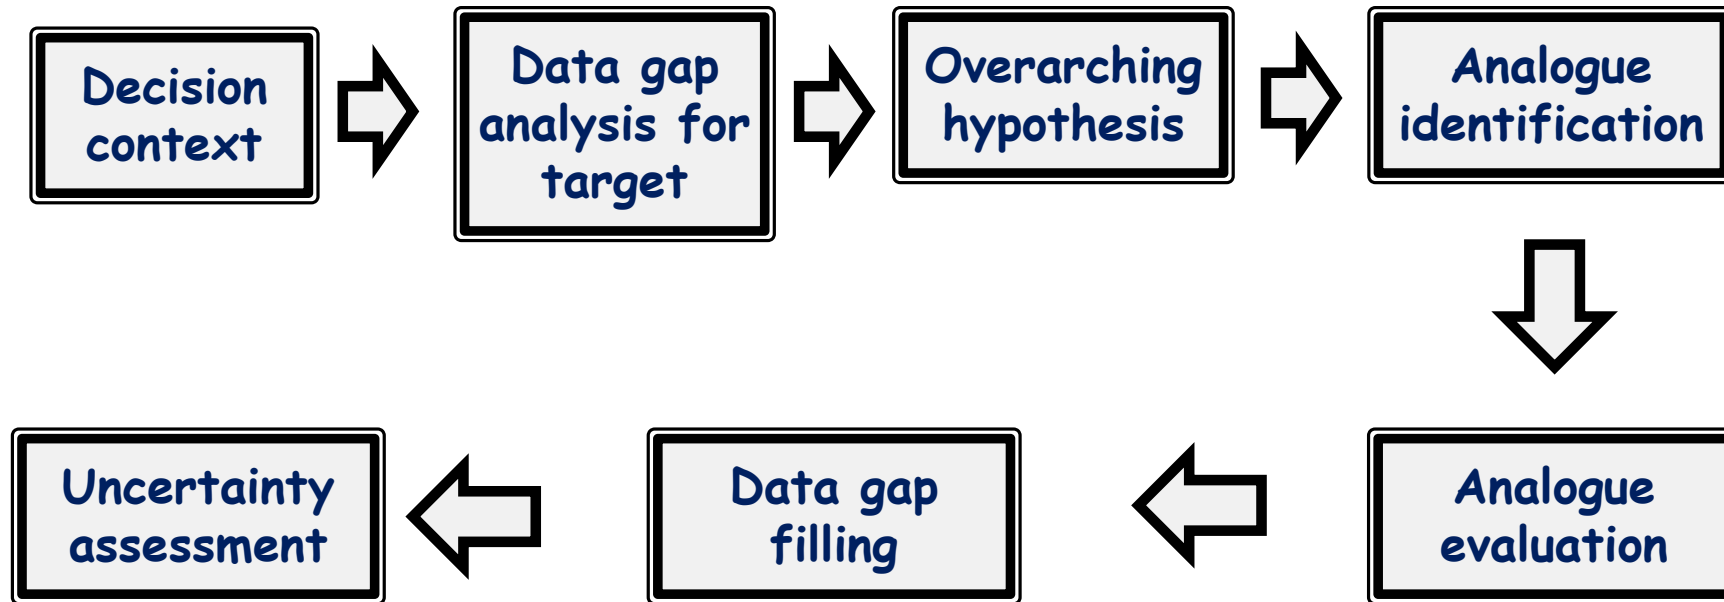 Decision
context
Data gap
analysis for
target
Overarching
hypothesis
Analogue
identification
Analogue
evaluation
Data gap
filling
Uncertainty
assessment